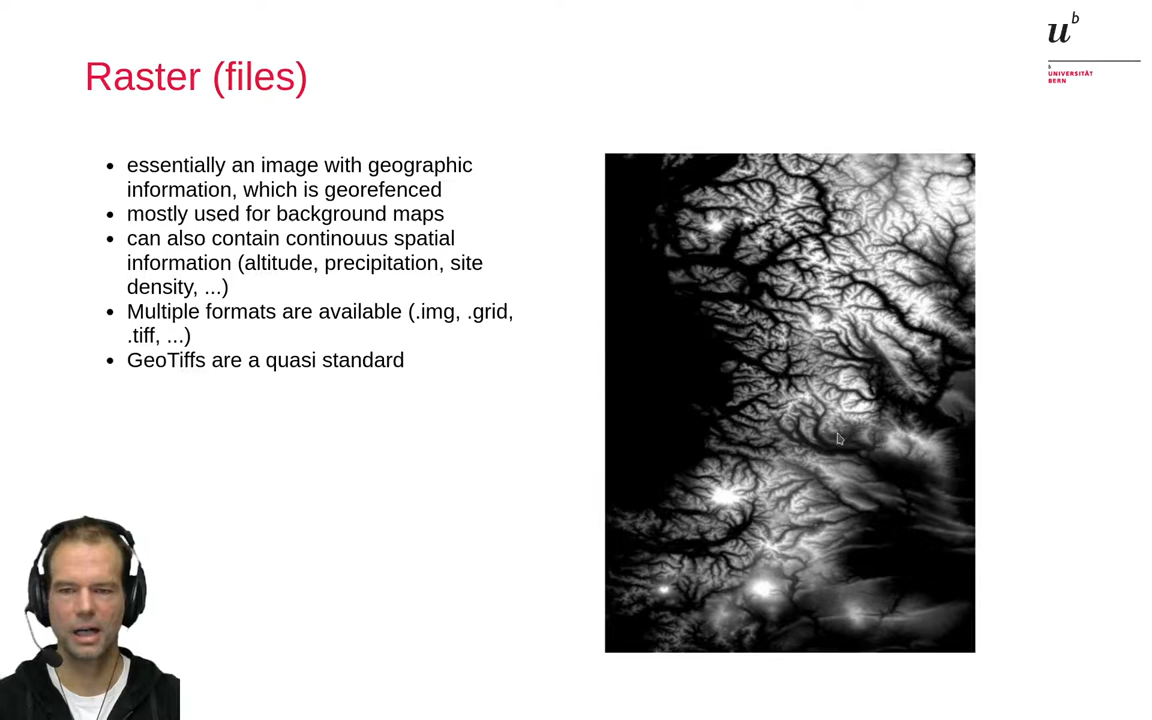 u^b
b
UNIVERSITÄT
BERN
Raster (files)
• essentially an image with geographic
information, which is georefenced
• mostly used for background maps
• can also contain continouus spatial
information (altitude, precipitation, site
density, ...)
• Multiple formats are available (.img, .grid,
.tiff, ...)
• GeoTiffs are a quasi standard